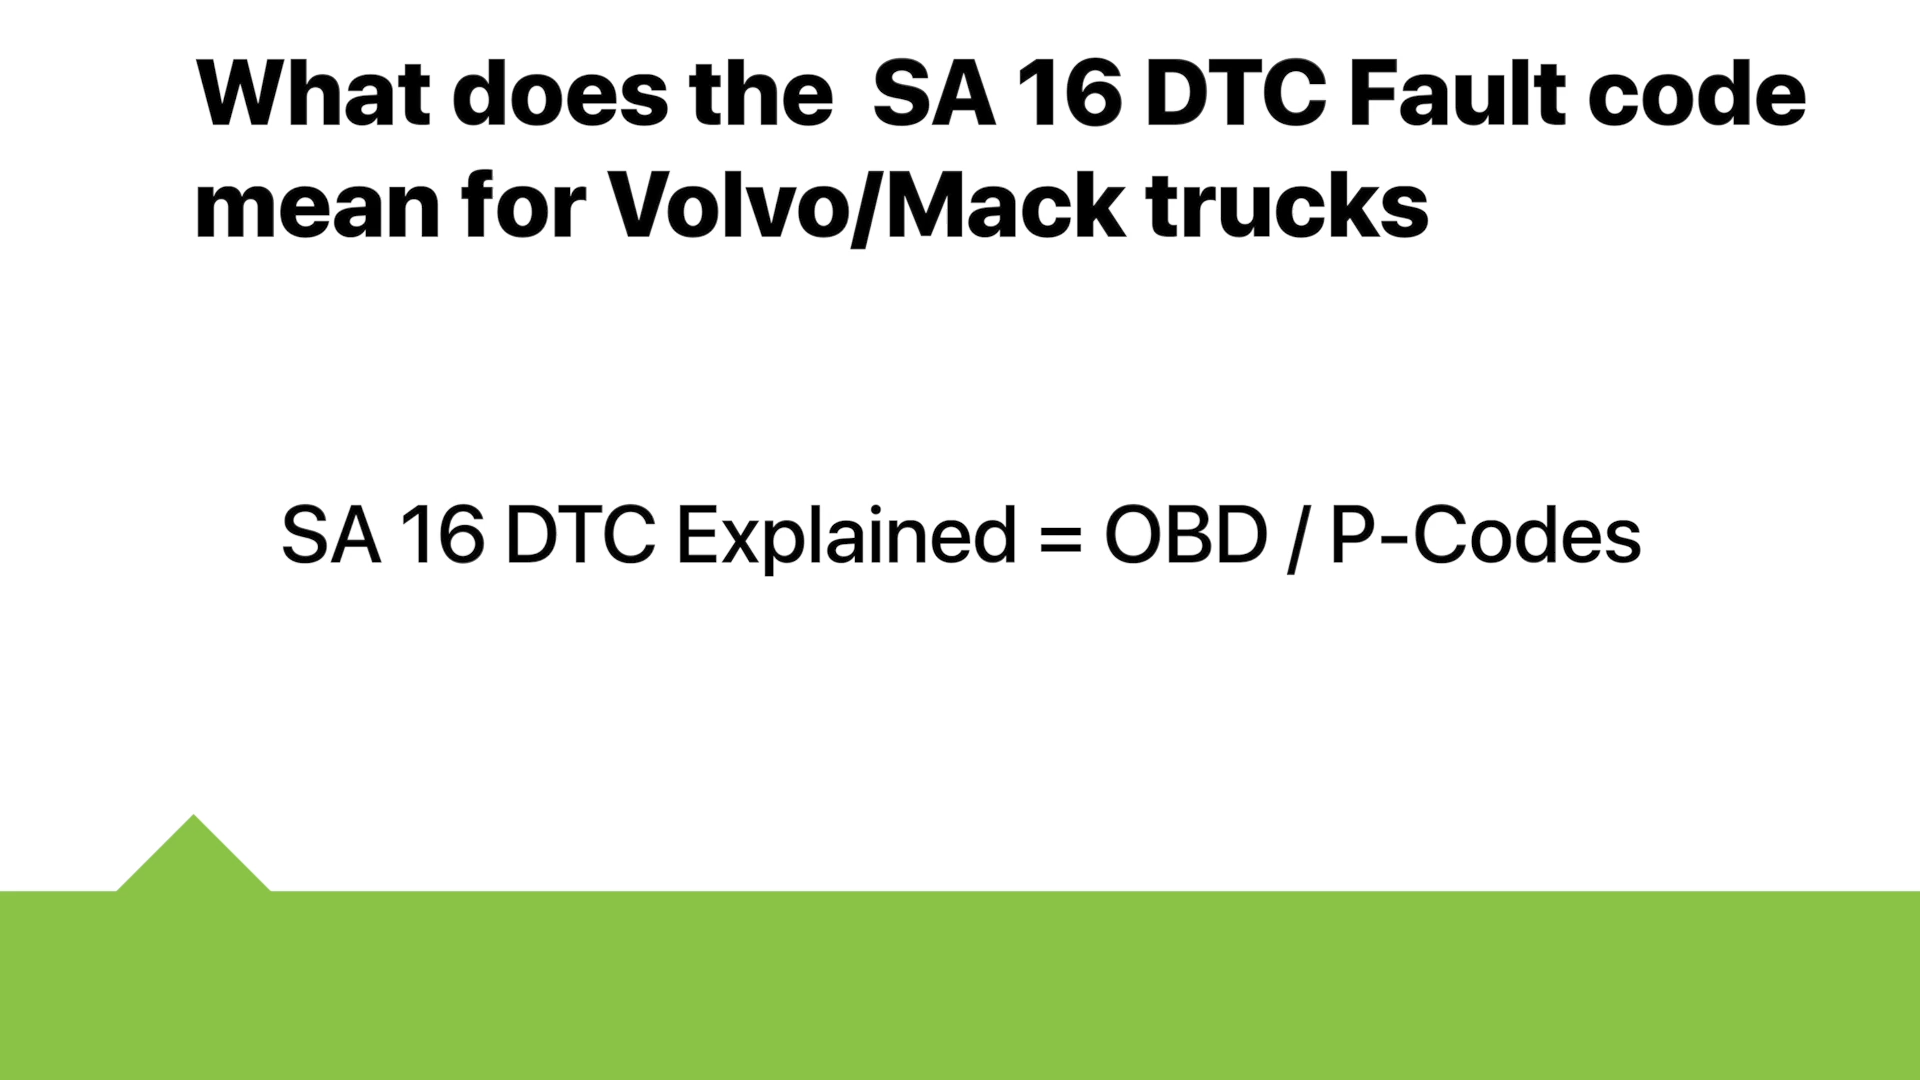 What does the  SA 16 DTC Fault code
mean for Volvo/Mack trucks
SA 16 DTC Explained = OBD / P-Codes